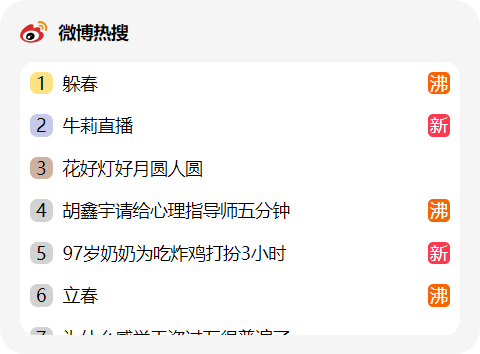 微博热搜
1 躲春 沸
2 牛莉直播 新
3 花好灯好月圆人圆
4 胡鑫宇请给心理指导师五分钟 沸
5 97岁奶奶为吃炸鸡打扮3小时 新
6 立春 沸